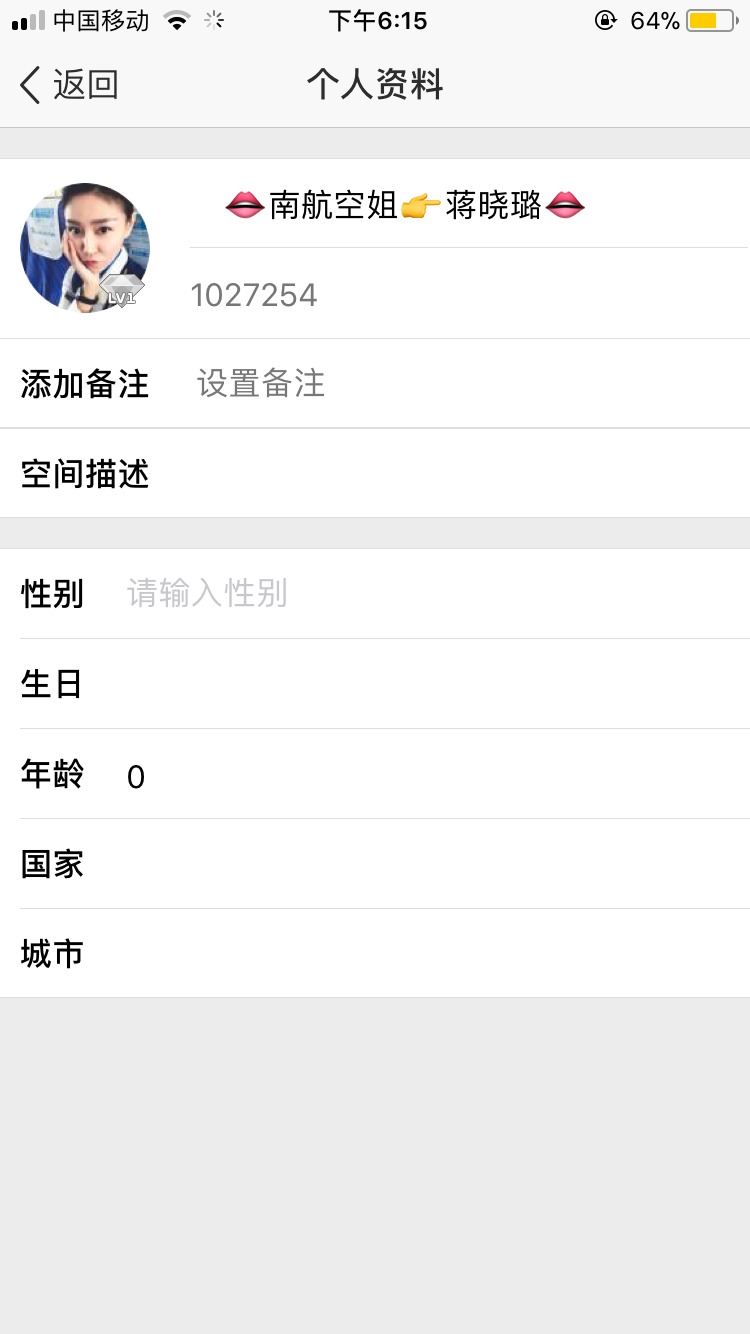 中国移动 下午6:15 64%
返回 个人资料
👄南航空姐👉蒋晓璐👄
LV1
1027254
添加备注 设置备注
空间描述
性别 请输入性别
生日
年龄 0
国家
城市